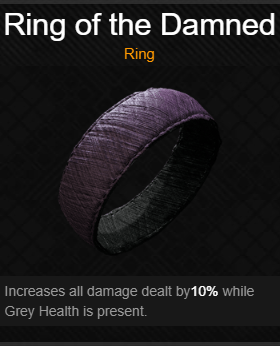 Ring of the Damned
Ring
Increases all damage dealt by10% while
Grey Health is present.